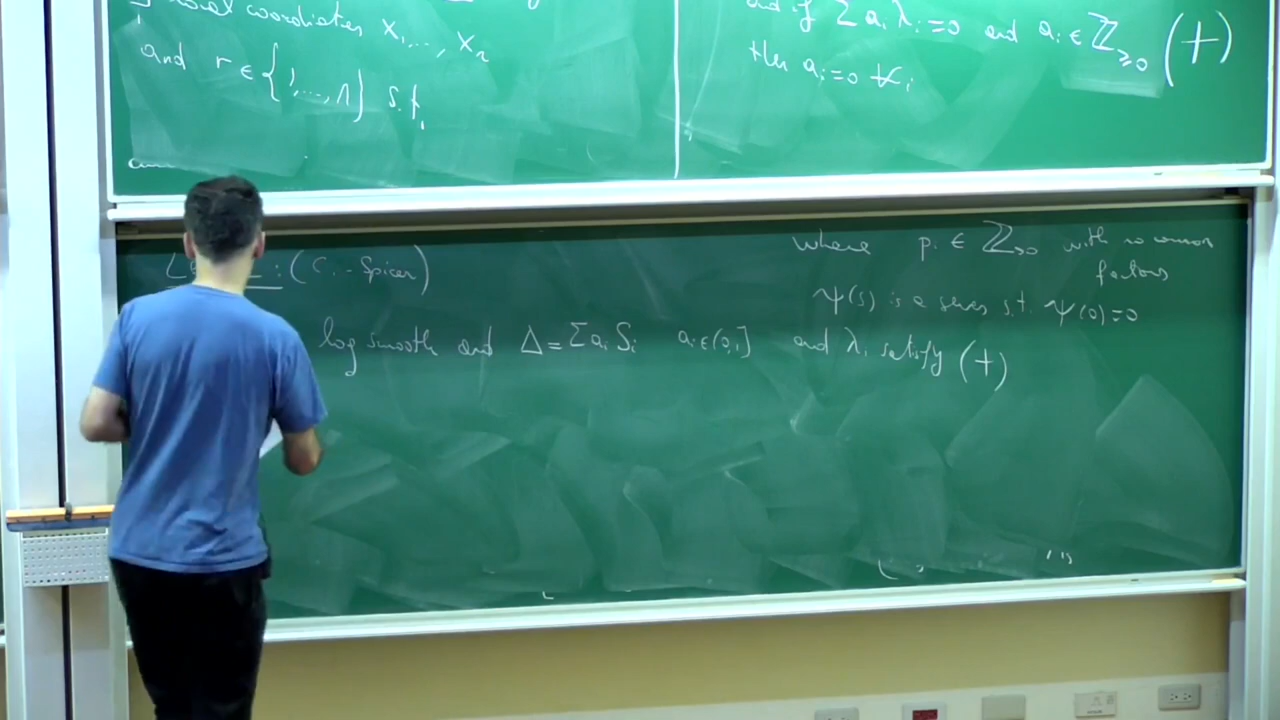 local coordinates x₁,..., xₙ
and r ∈ {1,...,n} s.t.
and if Σ aᵢ λᵢ = 0 and aᵢ ∈ ℤ≥0 (†)
then aᵢ = 0 ∀i
: (C. - Spicer)
log smooth and Δ = Σ aᵢ Sᵢ aᵢ ∈ (0,1]
where pᵢ ∈ ℤ>0 with no common
factors
ψ(s) is a series s.t. ψ(0) = 0
and λᵢ satisfy (†)